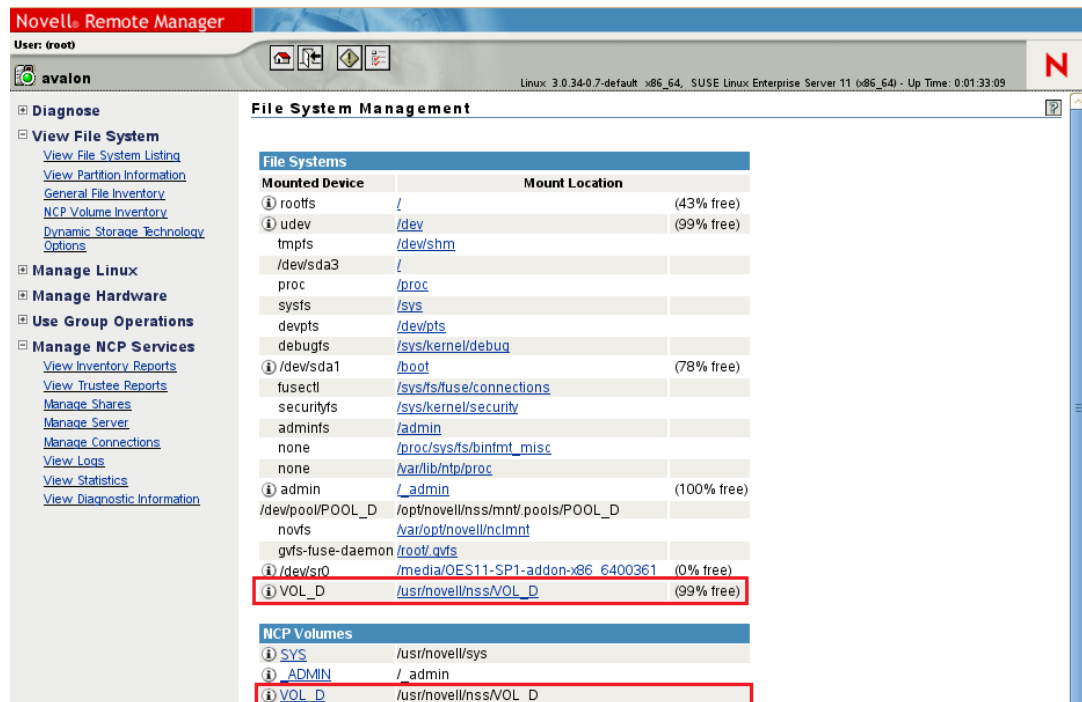 Novell® Remote Manager
User: (root)
avalon
Linux 3.0.34-0.7-default x86_64, SUSE Linux Enterprise Server 11 (x86_64) - Up Time: 0:01:33:09
N
Diagnose
View File System
View File System Listing
View Partition Information
General File Inventory
NCP Volume Inventory
Dynamic Storage Technology
Options
Manage Linux
Manage Hardware
Use Group Operations
Manage NCP Services
View Inventory Reports
View Trustee Reports
Manage Shares
Manage Server
Manage Connections
View Logs
View Statistics
View Diagnostic Information
File System Management
?
File Systems
Mounted Device Mount Location
rootfs / (43% free)
udev /dev (99% free)
tmpfs /dev/shm
/dev/sda3 /
proc /proc
sysfs /sys
devpts /dev/pts
debugfs /sys/kernel/debug
/dev/sda1 /boot (78% free)
fusectl /sys/fs/fuse/connections
securityfs /sys/kernel/security
adminfs /admin
none /proc/sys/fs/binfmt_misc
none /var/lib/ntp/proc
admin /_admin (100% free)
/dev/pool/POOL_D /opt/novell/nss/mnt/.pools/POOL_D
novfs /var/opt/novell/nclmnt
gvfs-fuse-daemon /root/.gvfs
/dev/sr0 /media/OES11-SP1-addon-x86_6400361 (0% free)
VOL_D /usr/novell/nss/VOL_D (99% free)
NCP Volumes
SYS /usr/novell/sys
_ADMIN /_admin
VOL_D /usr/novell/nss/VOL_D